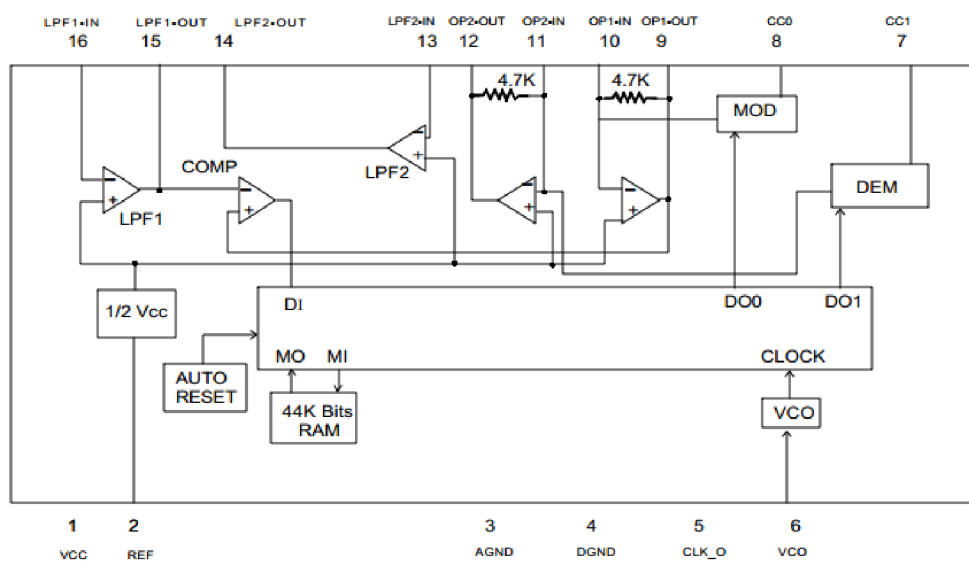 LPF1-IN LPF1-OUT LPF2-OUT LPF2-IN OP2-OUT OP2-IN OP1-IN OP1-OUT CC0 CC1
16 15 14 13 12 11 10 9 8 7
4.7K 4.7K
MOD
COMP
LPF2
DEM
LPF1
1/2 Vcc
DI DO0 DO1
MO MI CLOCK
AUTO
RESET
44K Bits
RAM
VCO
1 2 3 4 5 6
VCC REF AGND DGND CLK_O VCO